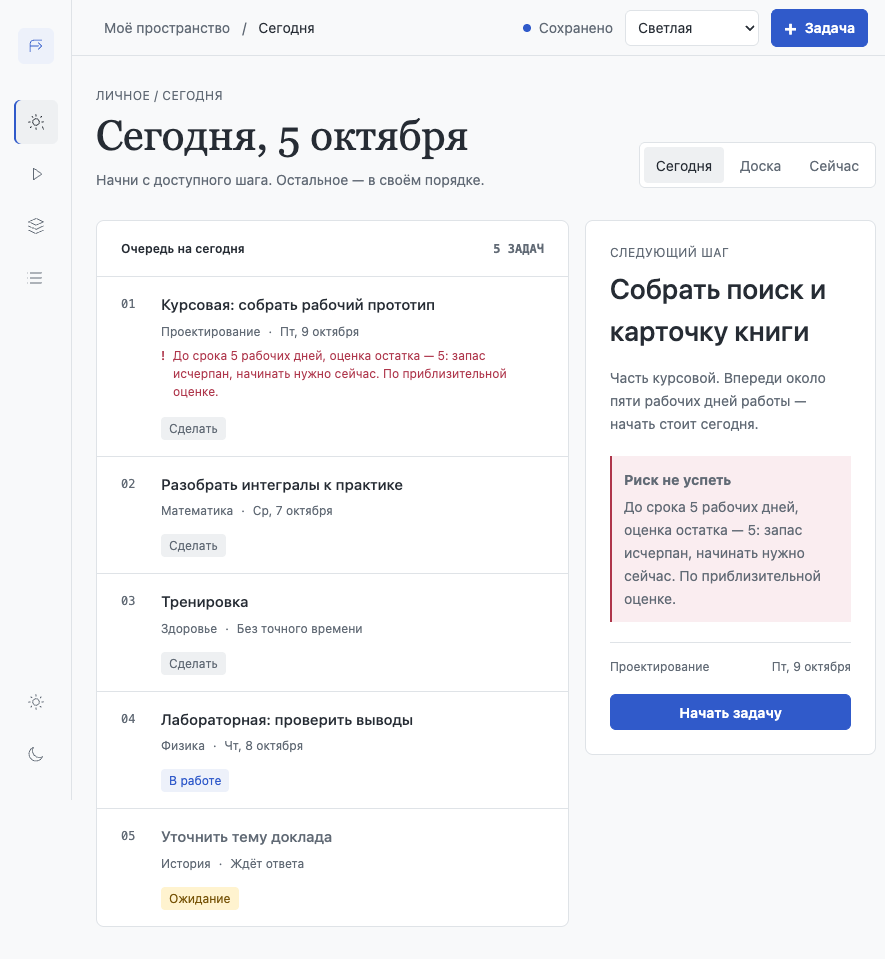 Моё пространство / Сегодня
Сохранено
Светлая
+ Задача
ЛИЧНОЕ / СЕГОДНЯ
Сегодня, 5 октября
Начни с доступного шага. Остальное — в своём порядке.
Сегодня Доска Сейчас
Очередь на сегодня 5 ЗАДАЧ
01 Курсовая: собрать рабочий прототип
Проектирование · Пт, 9 октября
! До срока 5 рабочих дней, оценка остатка — 5: запас
исчерпан, начинать нужно сейчас. По приблизительной
оценке.
Сделать
02 Разобрать интегралы к практике
Математика · Ср, 7 октября
Сделать
03 Тренировка
Здоровье · Без точного времени
Сделать
04 Лабораторная: проверить выводы
Физика · Чт, 8 октября
В работе
05 Уточнить тему доклада
История · Ждёт ответа
Ожидание
СЛЕДУЮЩИЙ ШАГ
Собрать поиск и
карточку книги
Часть курсовой. Впереди около
пяти рабочих дней работы —
начать стоит сегодня.
Риск не успеть
До срока 5 рабочих дней,
оценка остатка — 5: запас
исчерпан, начинать нужно
сейчас. По приблизительной
оценке.
Проектирование Пт, 9 октября
Начать задачу